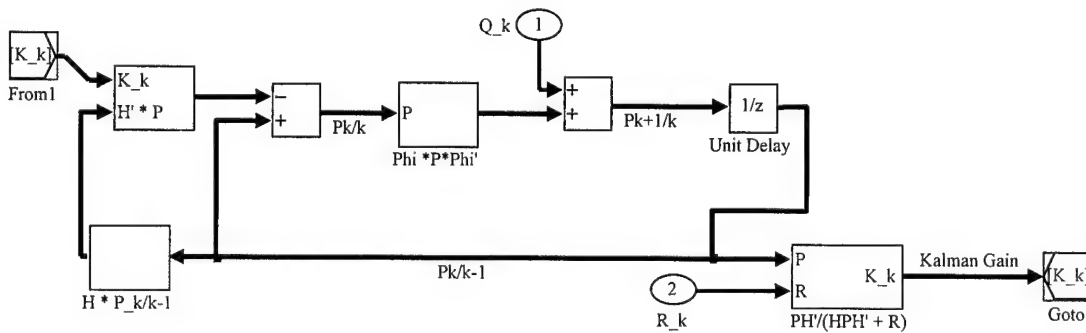 Q_k
1
[K_k]
From1
K_k
H' * P
−
+
Pk/k
P
Phi *P*Phi'
+
+
Pk+1/k
1/z
Unit Delay
H * P_k/k-1
Pk/k-1
2
R_k
P
R
K_k
PH'/(HPH' + R)
Kalman Gain
[K_k]
Goto